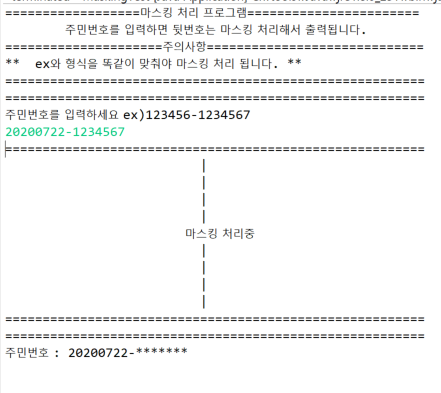 ==================마스킹 처리 프로그램=======================
주민번호를 입력하면 뒷번호는 마스킹 처리해서 출력됩니다.
=====================주의사항=============================
** ex와 형식을 똑같이 맞춰야 마스킹 처리 됩니다. **
========================================================
========================================================
주민번호를 입력하세요 ex)123456-1234567
20200722-1234567
========================================================
|
|
|
|
마스킹 처리중
|
|
|
|
========================================================
========================================================
주민번호 : 20200722-*******